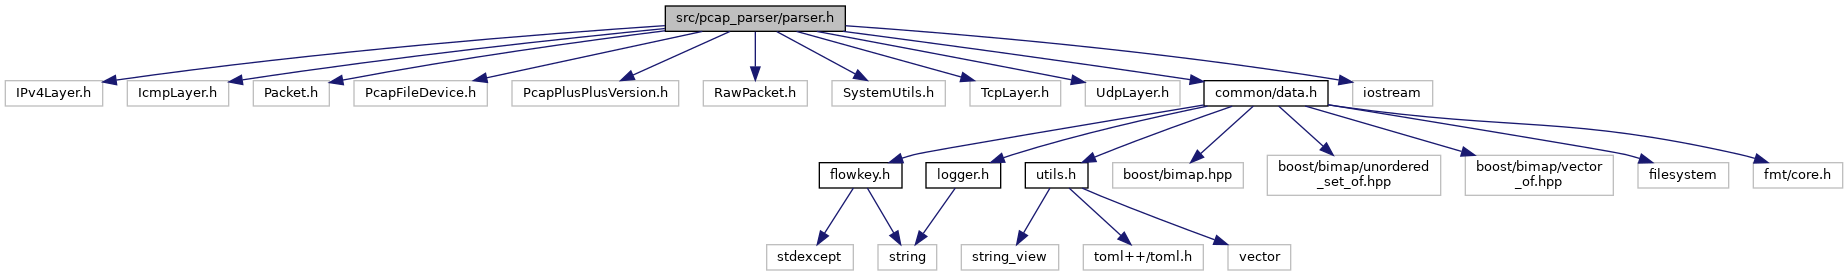 src/pcap_parser/parser.h
IPv4Layer.h
IcmpLayer.h
Packet.h
PcapFileDevice.h
PcapPlusPlusVersion.h
RawPacket.h
SystemUtils.h
TcpLayer.h
UdpLayer.h
common/data.h
iostream
flowkey.h
logger.h
utils.h
boost/bimap.hpp
boost/bimap/unordered
_set_of.hpp
boost/bimap/vector
_of.hpp
filesystem
fmt/core.h
stdexcept
string
string_view
toml++/toml.h
vector